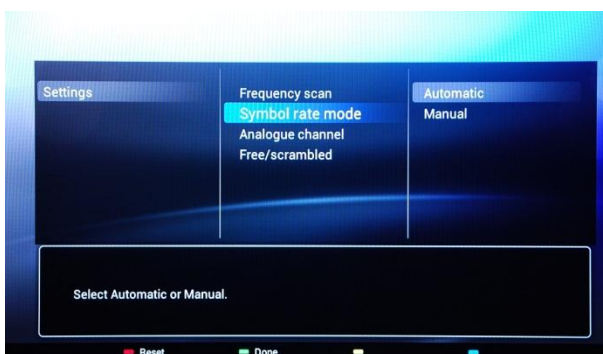 Settings
Frequency scan
Symbol rate mode
Analogue channel
Free/scrambled
Automatic
Manual
Select Automatic or Manual.
Reset
Done